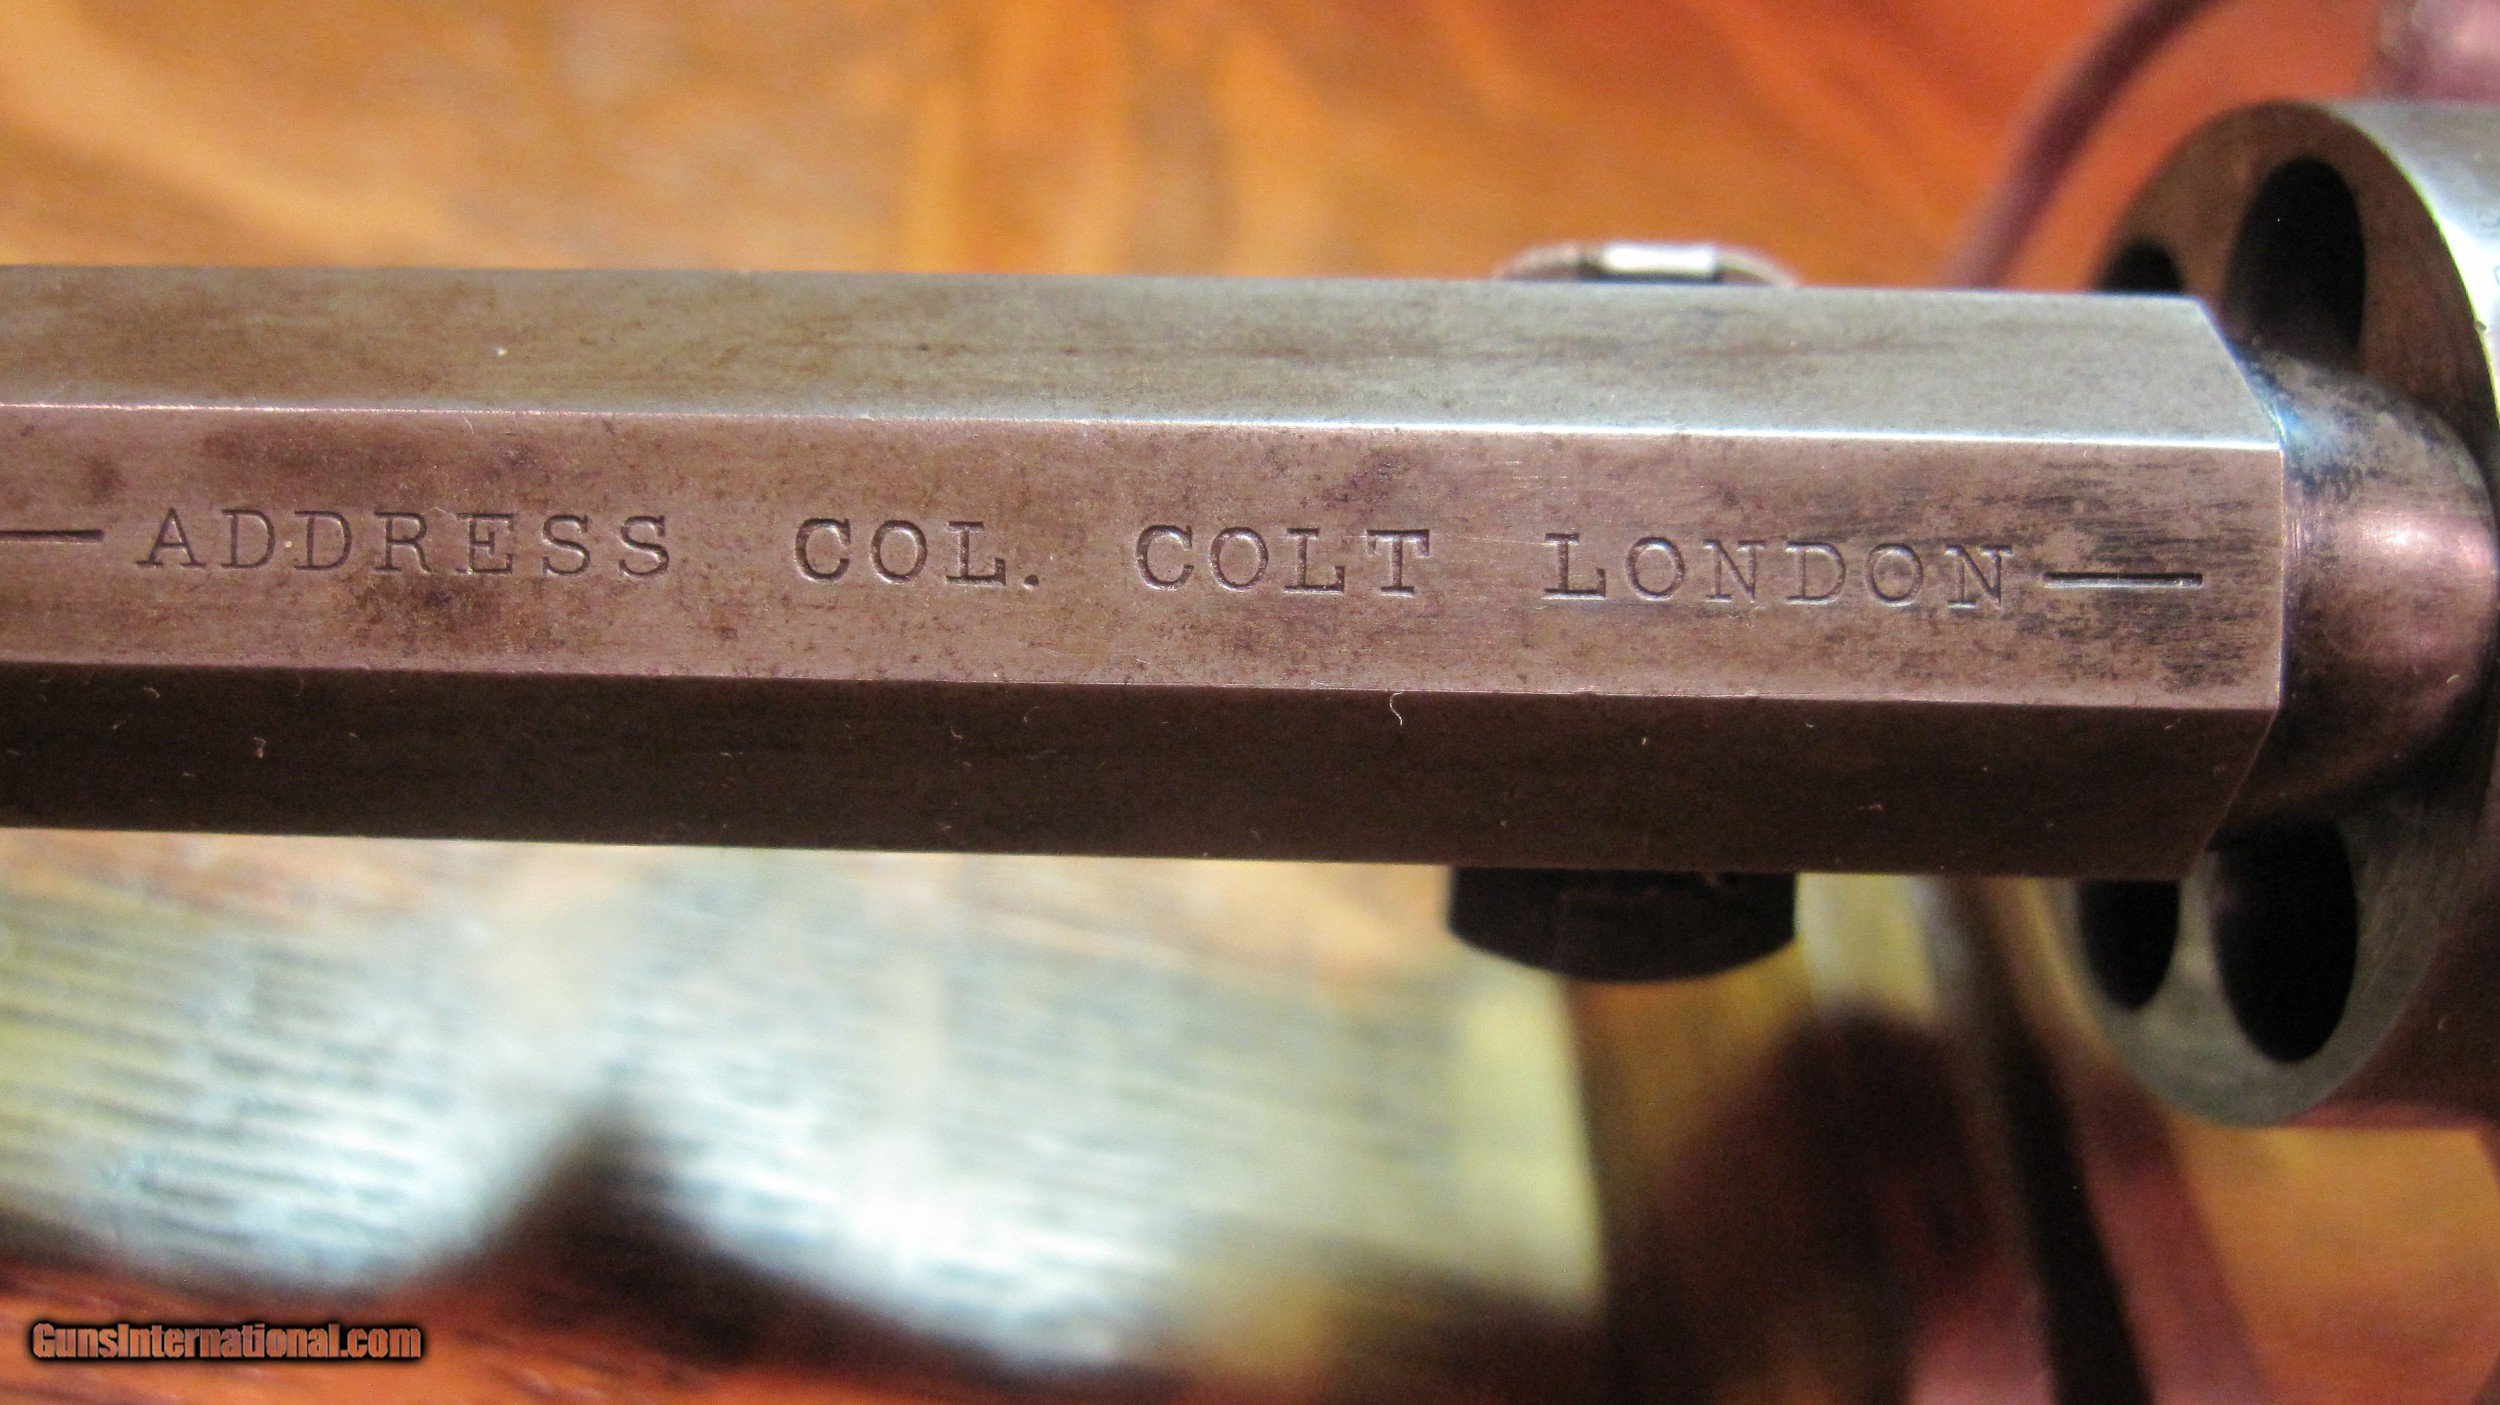 — ADDRESS COL. COLT LONDON —
GunsInternational.com